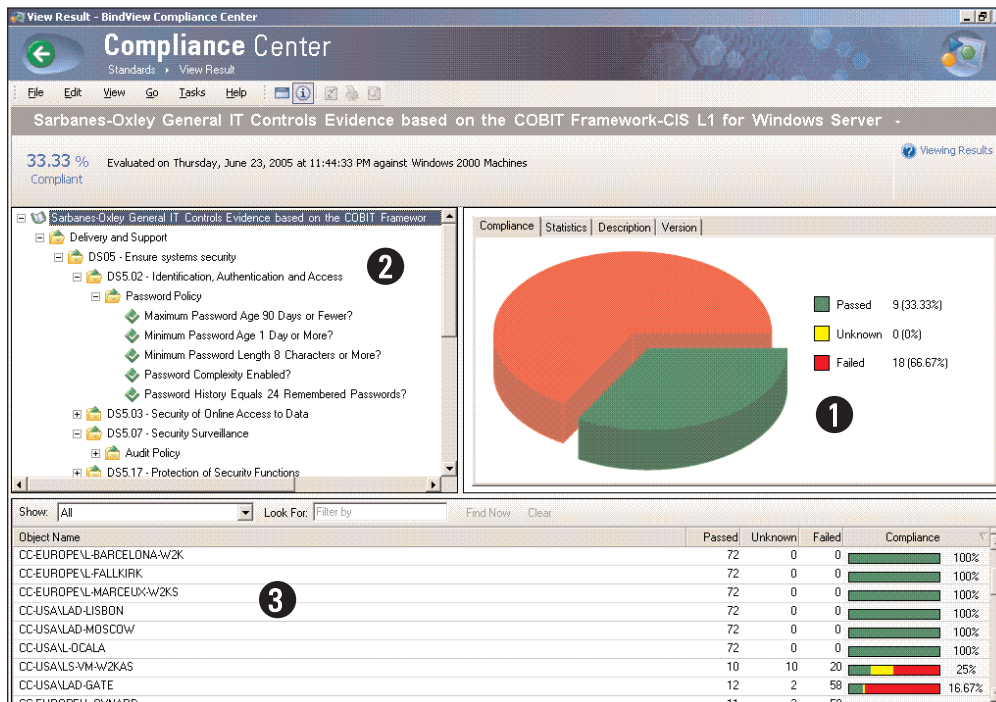 View Result - BindView Compliance Center
Compliance Center
Standards ▸ View Result
File Edit View Go Tasks Help
Sarbanes-Oxley General IT Controls Evidence based on the COBIT Framework-CIS L1 for Windows Server -
33.33 %
Compliant
Evaluated on Thursday, June 23, 2005 at 11:44:33 PM against Windows 2000 Machines
Viewing Results
Sarbanes-Oxley General IT Controls Evidence based on the COBIT Framewor
Delivery and Support
DS05 - Ensure systems security
DS5.02 - Identification, Authentication and Access
Password Policy
Maximum Password Age 90 Days or Fewer?
Minimum Password Age 1 Day or More?
Minimum Password Length 8 Characters or More?
Password Complexity Enabled?
Password History Equals 24 Remembered Passwords?
DS5.03 - Security of Online Access to Data
DS5.07 - Security Surveillance
Audit Policy
DS5.17 - Protection of Security Functions
2
Compliance Statistics Description Version
Passed 9 (33.33%)
Unknown 0 (0%)
Failed 18 (66.67%)
1
Show: All Look For: Filter by Find Now Clear
Object Name Passed Unknown Failed Compliance
CC-EUROPE\L-BARCELONA-W2K 72 0 0 100%
CC-EUROPE\L-FALLKIRK 72 0 0 100%
CC-EUROPE\L-MARCEUX-W2KS 72 0 0 100%
CC-USA\LAD-LISBON 72 0 0 100%
CC-USA\LAD-MOSCOW 72 0 0 100%
CC-USA\L-OCALA 72 0 0 100%
CC-USA\LS-VM-W2KAS 10 10 20 25%
CC-USA\LAD-GATE 12 2 58 16.67%
3